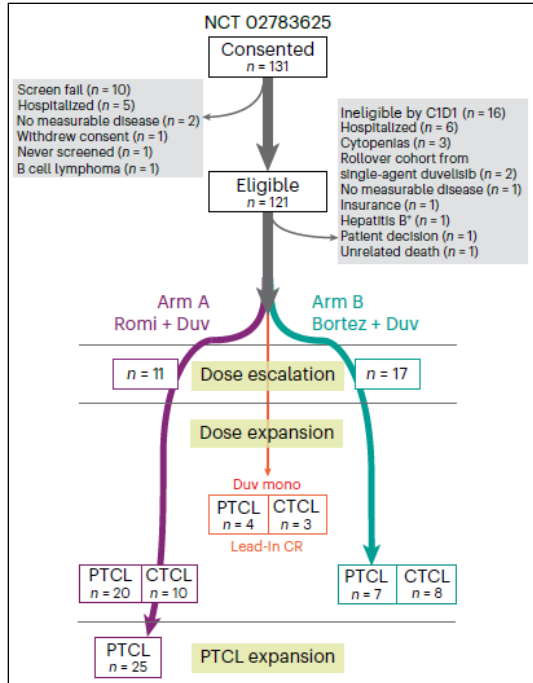 NCT 02783625
Consented
n = 131
Screen fail (n = 10)
Hospitalized (n = 5)
No measurable disease (n = 2)
Withdrew consent (n = 1)
Never screened (n = 1)
B cell lymphoma (n = 1)
Ineligible by C1D1 (n = 16)
Hospitalized (n = 6)
Cytopenias (n = 3)
Rollover cohort from
single-agent duvelisib (n = 2)
No measurable disease (n = 1)
Insurance (n = 1)
Hepatitis B⁺ (n = 1)
Patient decision (n = 1)
Unrelated death (n = 1)
Eligible
n = 121
Arm A
Romi + Duv
Arm B
Bortez + Duv
n = 11
Dose escalation
n = 17
Dose expansion
Duv mono
PTCL CTCL
n = 4 n = 3
Lead-In CR
PTCL CTCL
n = 20 n = 10
PTCL CTCL
n = 7 n = 8
PTCL
n = 25
PTCL expansion